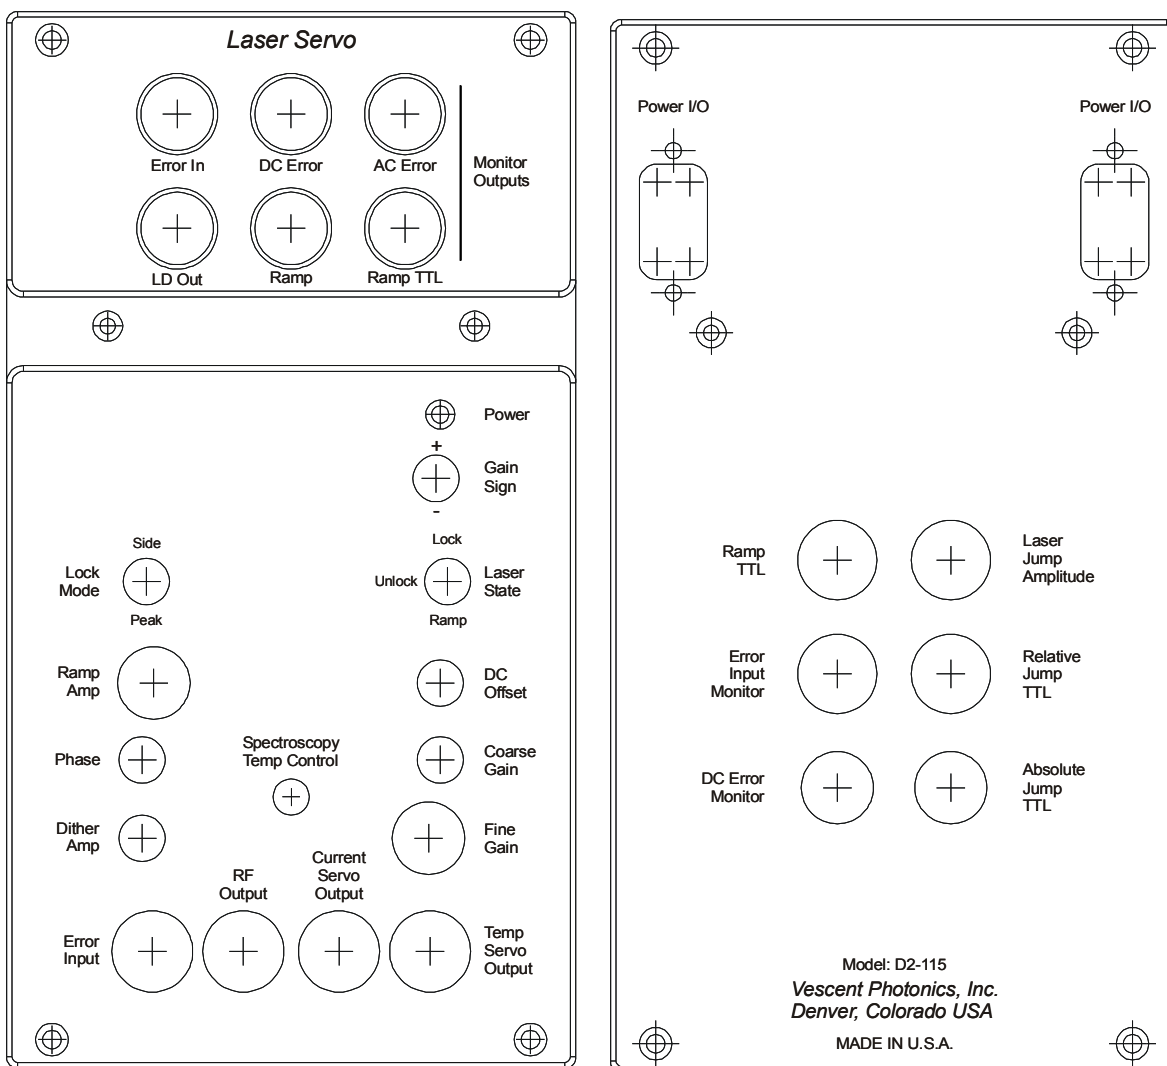 Laser Servo
Error In
DC Error
AC Error
Monitor
Outputs
LD Out
Ramp
Ramp TTL
Power
+
Gain
Sign
-
Side
Lock
Mode
Peak
Lock
Unlock
Laser
State
Ramp
Ramp
Amp
DC
Offset
Phase
Spectroscopy
Temp Control
Coarse
Gain
Dither
Amp
Fine
Gain
RF
Output
Current
Servo
Output
Error
Input
Temp
Servo
Output
Power I/O
Power I/O
Ramp
TTL
Laser
Jump
Amplitude
Error
Input
Monitor
Relative
Jump
TTL
DC Error
Monitor
Absolute
Jump
TTL
Model: D2-115
Vescent Photonics, Inc.
Denver, Colorado USA
MADE IN U.S.A.